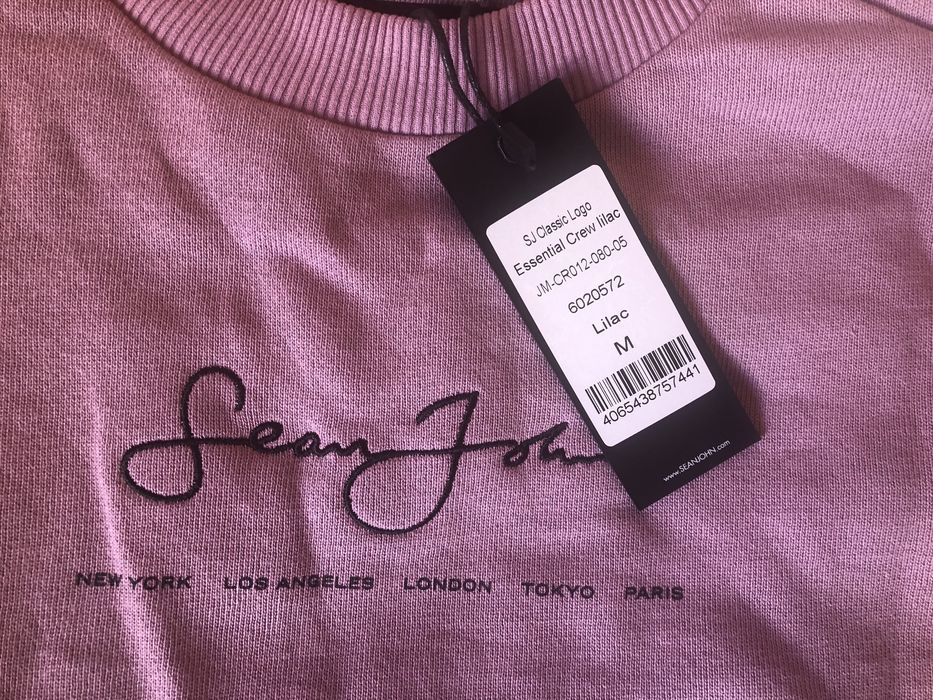 SJ Classic Logo
Essential Crew lilac
JM-CR012-080-05
6020572
Lilac
M
4065438757441
www.SEANJOHN.com
Sean John
NEW YORK LOS ANGELES LONDON TOKYO PARIS